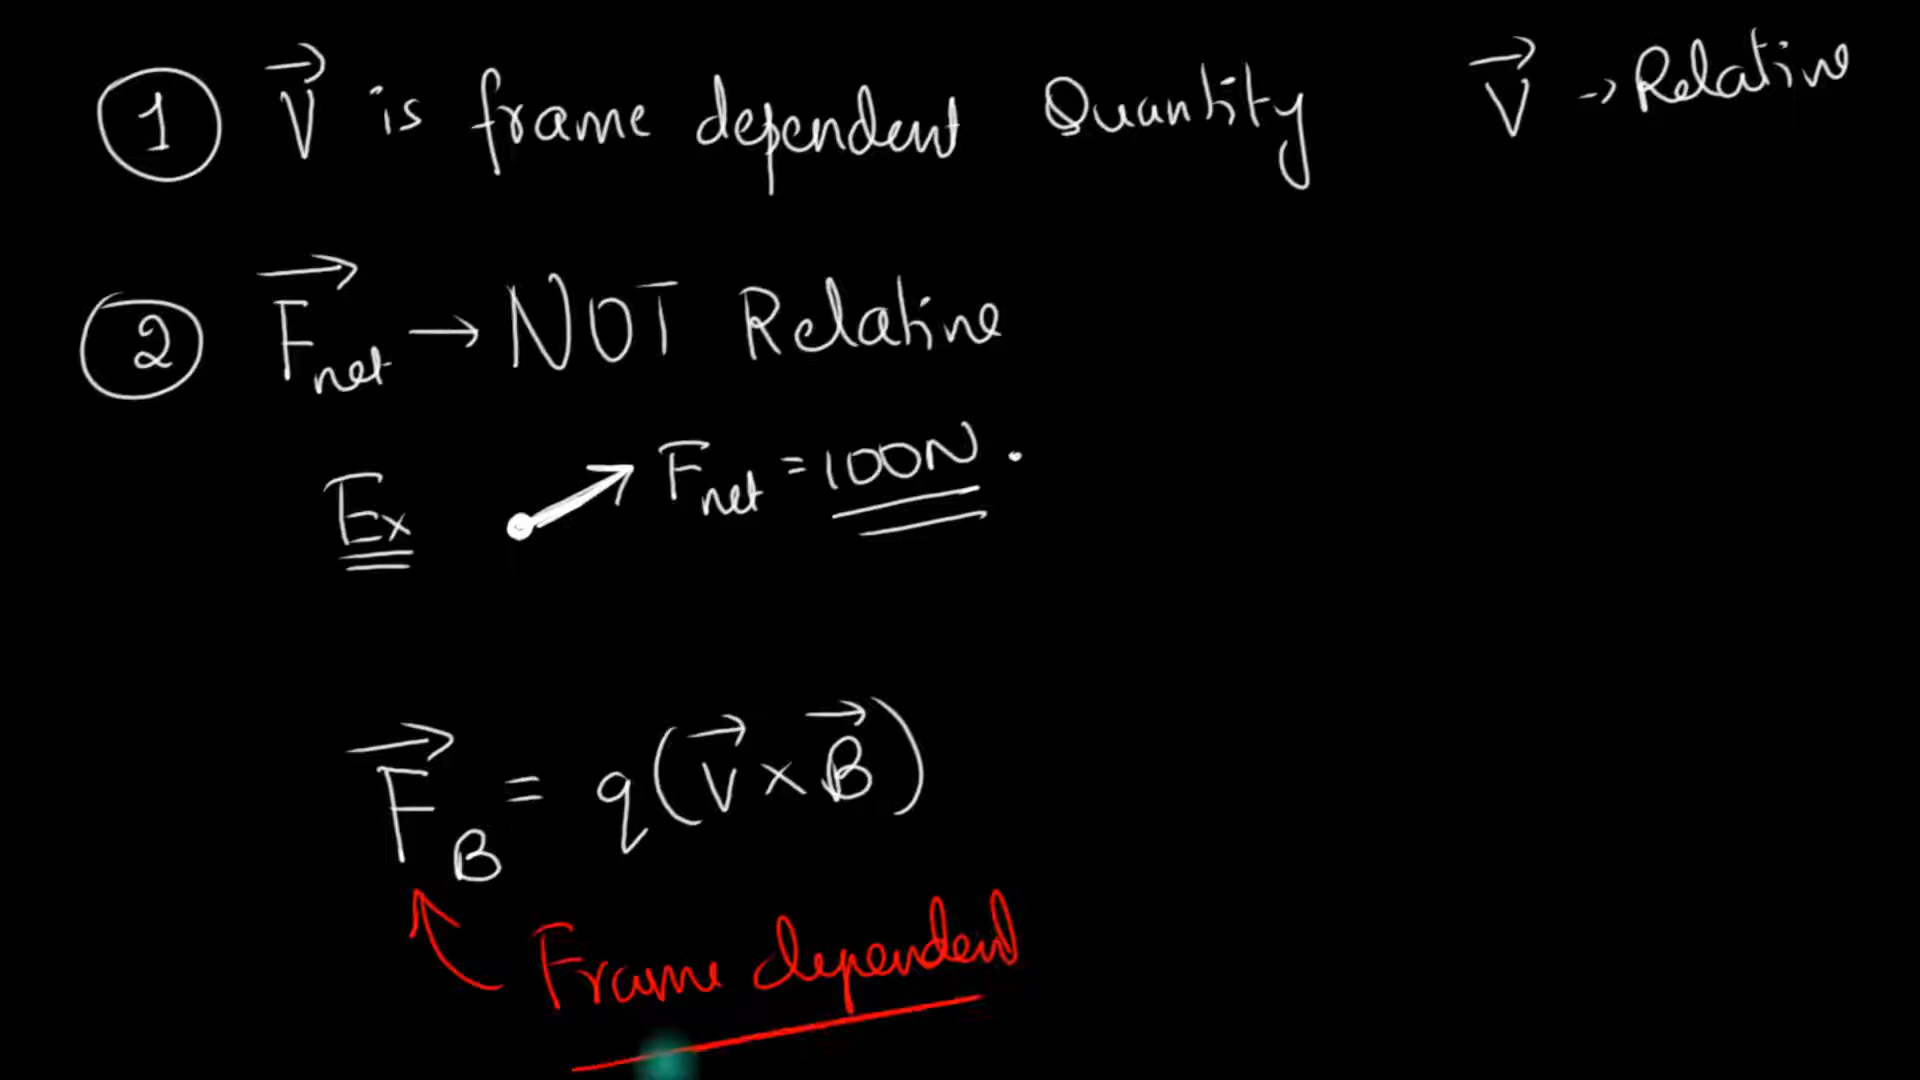 ① V⃗ is frame dependent Quantity V⃗ → Relative
② F⃗net → NOT Relative
Ex Fnet = 100N.
F⃗B = q(V⃗ × B⃗)
Frame dependent